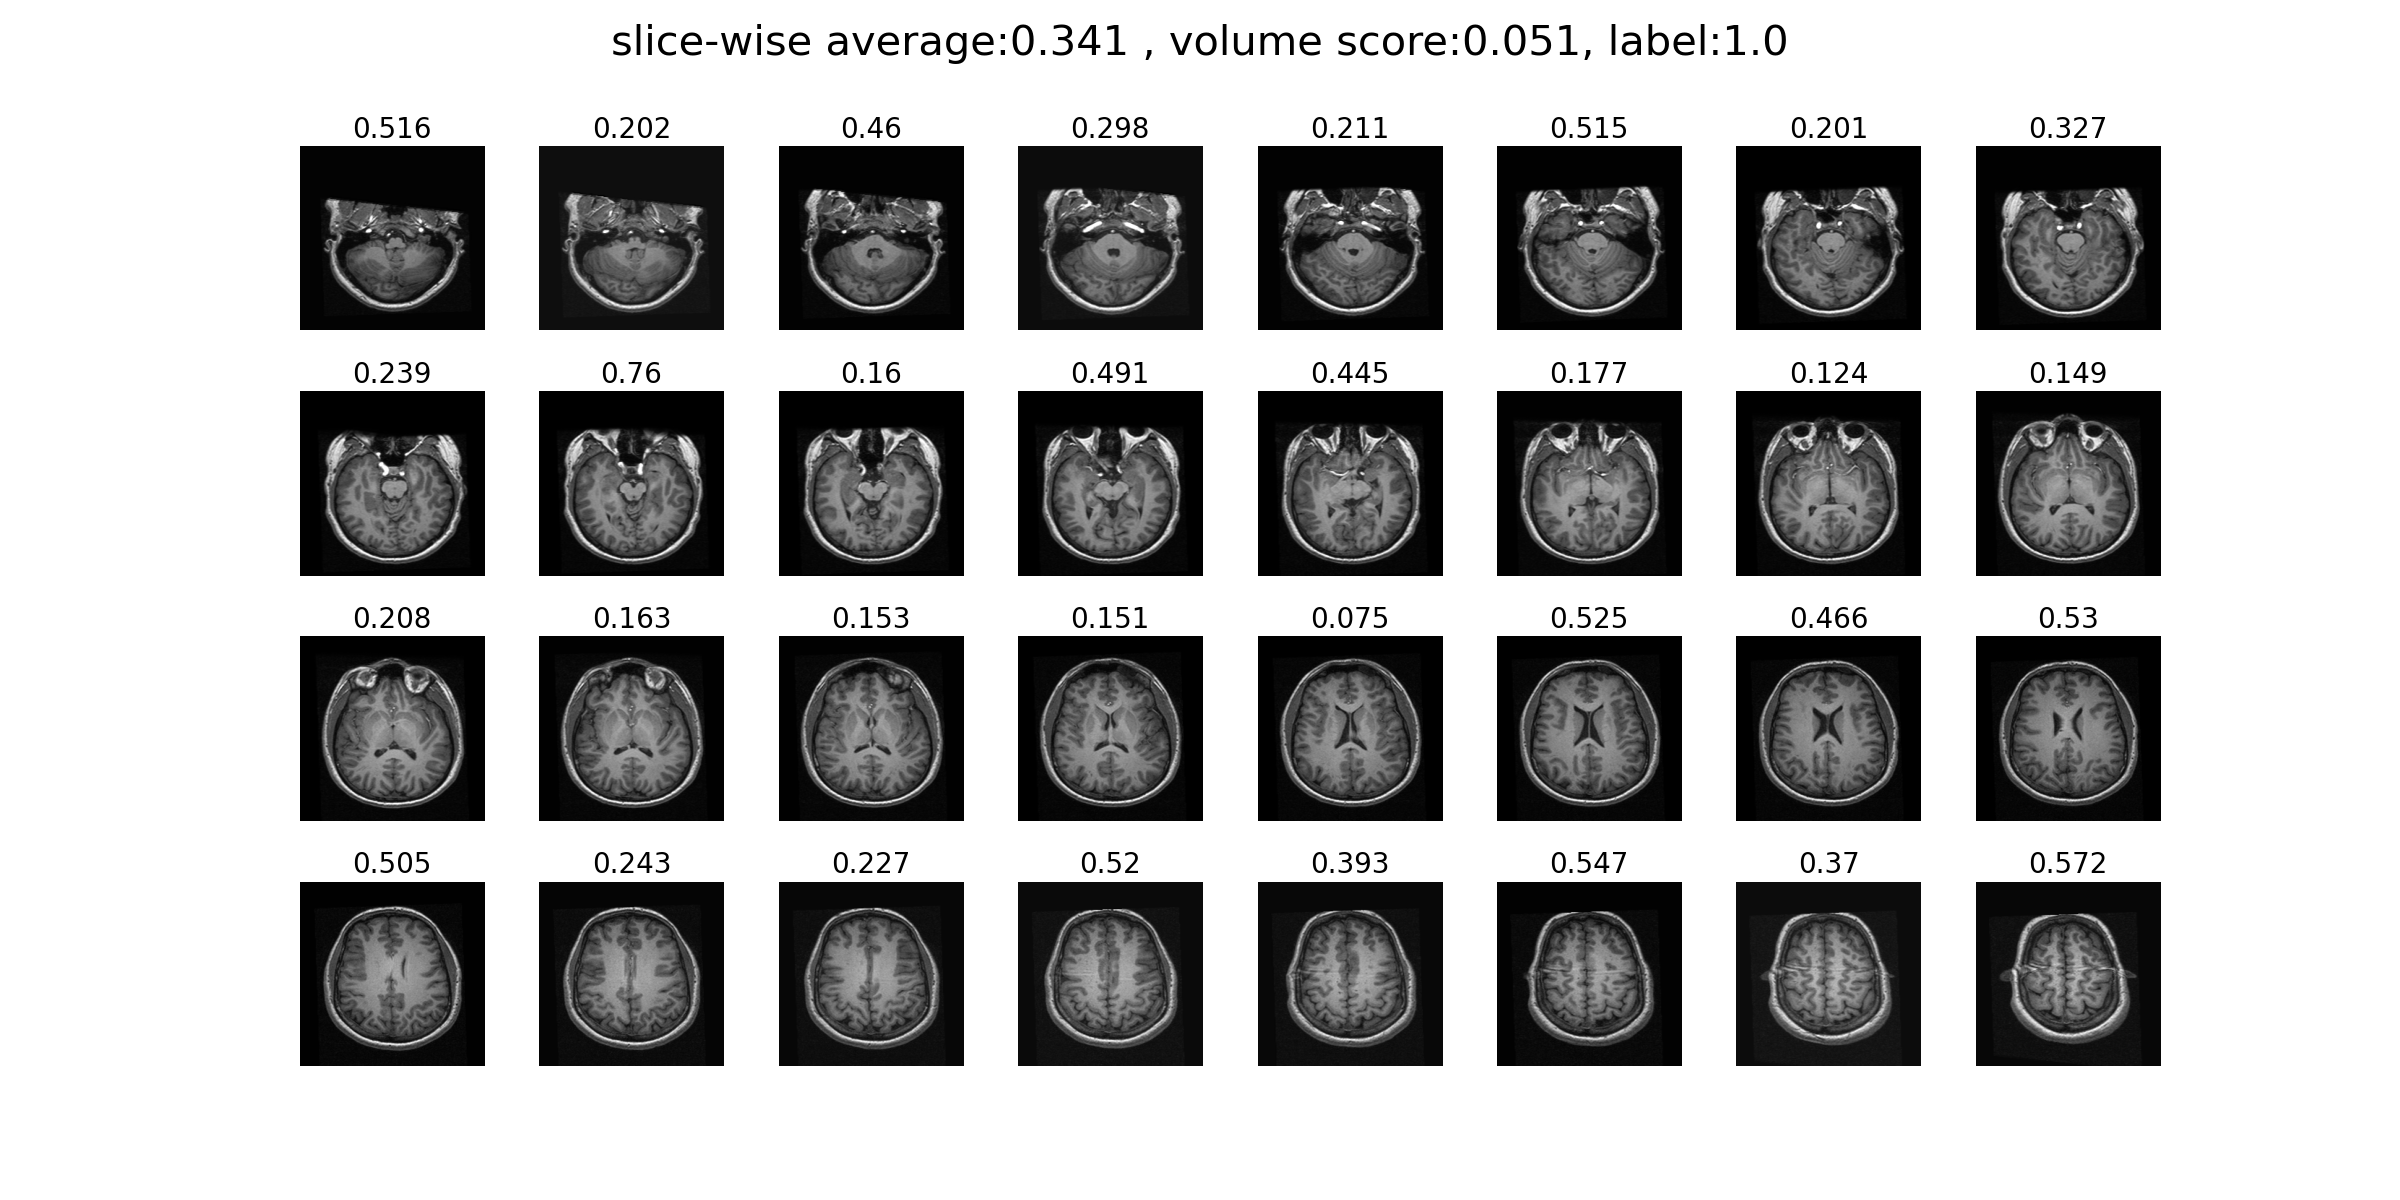 slice-wise average:0.341 , volume score:0.051, label:1.0
0.516 0.202 0.46 0.298 0.211 0.515 0.201 0.327
0.239 0.76 0.16 0.491 0.445 0.177 0.124 0.149
0.208 0.163 0.153 0.151 0.075 0.525 0.466 0.53
0.505 0.243 0.227 0.52 0.393 0.547 0.37 0.572